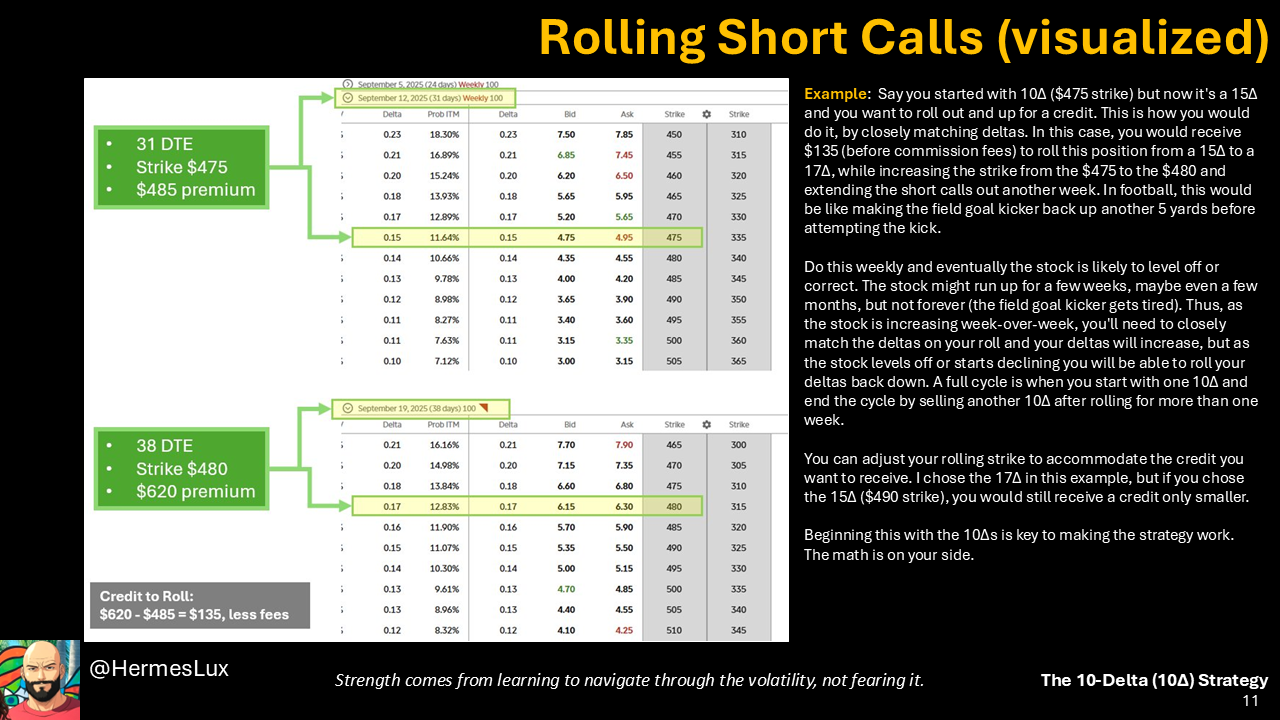 Rolling Short Calls (visualized)
September 5, 2025 (24 days) Weekly 100
September 12, 2025 (31 days) Weekly 100
Delta Prob ITM Delta Bid Ask Strike Strike
0.23 18.30% 0.23 7.50 7.85 450 310
0.21 16.89% 0.21 6.85 7.45 455 315
0.20 15.24% 0.20 6.20 6.50 460 320
0.18 13.93% 0.18 5.65 5.95 465 325
0.17 12.89% 0.17 5.20 5.65 470 330
0.15 11.64% 0.15 4.75 4.95 475 335
0.14 10.66% 0.14 4.35 4.55 480 340
0.13 9.78% 0.13 4.00 4.20 485 345
0.12 8.98% 0.12 3.65 3.90 490 350
0.11 8.27% 0.11 3.40 3.60 495 355
0.11 7.63% 0.11 3.15 3.35 500 360
0.10 7.12% 0.10 3.00 3.15 505 365
• 31 DTE
• Strike $475
• $485 premium
September 19, 2025 (38 days) 100
Delta Prob ITM Delta Bid Ask Strike Strike
0.21 16.16% 0.21 7.70 7.90 465 300
0.20 14.98% 0.20 7.15 7.35 470 305
0.18 13.84% 0.18 6.60 6.80 475 310
0.17 12.83% 0.17 6.15 6.30 480 315
0.16 11.90% 0.16 5.70 5.90 485 320
0.15 11.07% 0.15 5.35 5.50 490 325
0.14 10.30% 0.14 5.00 5.15 495 330
0.13 9.61% 0.13 4.70 4.85 500 335
0.13 8.96% 0.13 4.40 4.55 505 340
0.12 8.32% 0.12 4.10 4.25 510 345
• 38 DTE
• Strike $480
• $620 premium
Credit to Roll:
$620 - $485 = $135, less fees
Example: Say you started with 10Δ ($475 strike) but now it's a 15Δ
and you want to roll out and up for a credit. This is how you would
do it, by closely matching deltas. In this case, you would receive
$135 (before commission fees) to roll this position from a 15Δ to a
17Δ, while increasing the strike from the $475 to the $480 and
extending the short calls out another week. In football, this would
be like making the field goal kicker back up another 5 yards before
attempting the kick.
Do this weekly and eventually the stock is likely to level off or
correct. The stock might run up for a few weeks, maybe even a few
months, but not forever (the field goal kicker gets tired). Thus, as
the stock is increasing week-over-week, you'll need to closely
match the deltas on your roll and your deltas will increase, but as
the stock levels off or starts declining you will be able to roll your
deltas back down. A full cycle is when you start with one 10Δ and
end the cycle by selling another 10Δ after rolling for more than one
week.
You can adjust your rolling strike to accommodate the credit you
want to receive. I chose the 17Δ in this example, but if you chose
the 15Δ ($490 strike), you would still receive a credit only smaller.
Beginning this with the 10Δs is key to making the strategy work.
The math is on your side.
@HermesLux
Strength comes from learning to navigate through the volatility, not fearing it.
The 10-Delta (10Δ) Strategy
11